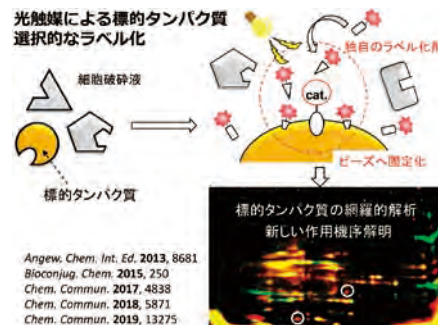 光触媒による標的タンパク質
選択的なラベル化
細胞破砕液
標的タンパク質
独自のラベル化剤
cat.
ビーズへ固定化
標的タンパク質の網羅的解析
新しい作用機序解明
Angew. Chem. Int. Ed. 2013, 8681
Bioconjug. Chem. 2015, 250
Chem. Commun. 2017, 4838
Chem. Commun. 2018, 5871
Chem. Commun. 2019, 13275